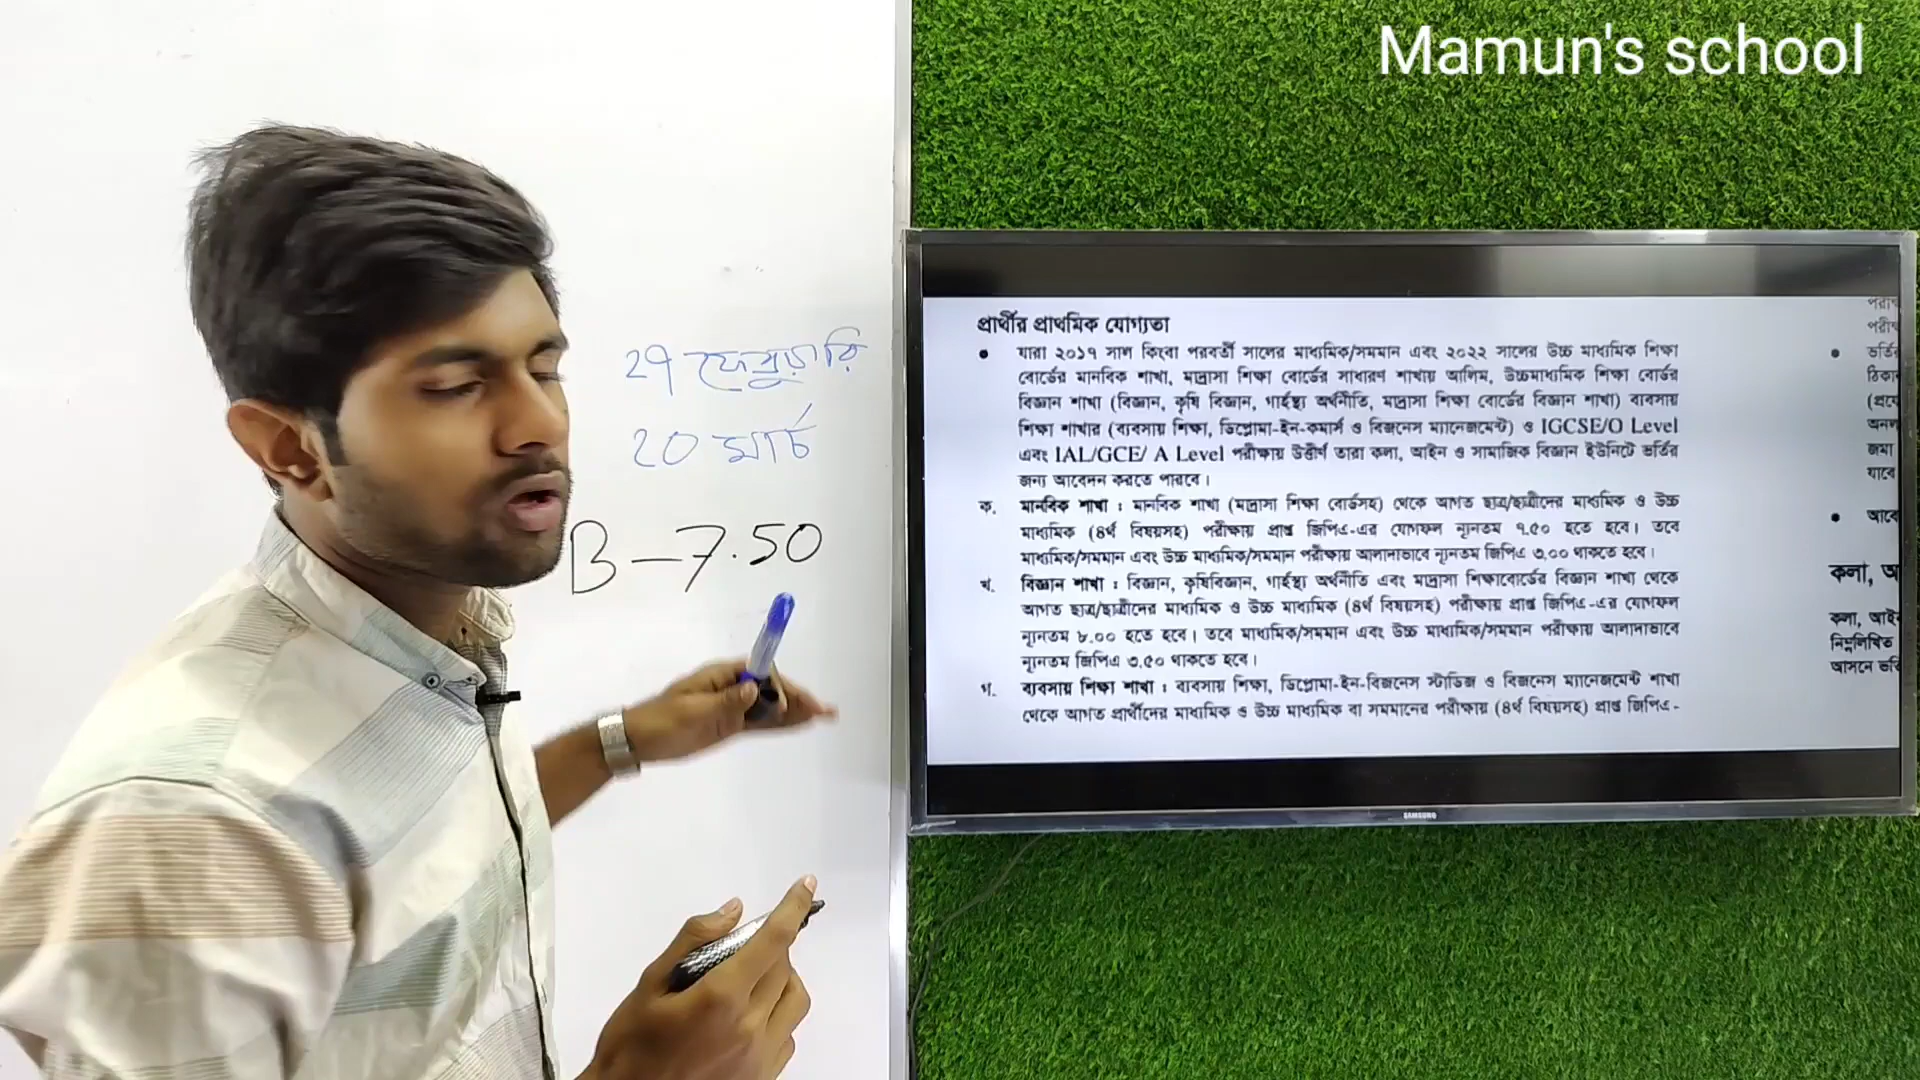 Mamun's school
২৭ ফেব্রুয়ারি
২০ মার্চ
B - 7.50
প্রার্থীর প্রাথমিক যোগ্যতা
• যারা ২০১৭ সাল কিংবা পরবর্তী সালের মাধ্যমিক/সমমান এবং ২০২২ সালের উচ্চ মাধ্যমিক শিক্ষা
বোর্ডের মানবিক শাখা, মাদ্রাসা শিক্ষা বোর্ডের সাধারণ শাখায় আলিম, উচ্চমাধ্যমিক শিক্ষা বোর্ডর
বিজ্ঞান শাখা (বিজ্ঞান, কৃষি বিজ্ঞান, গার্হস্থ্য অর্থনীতি, মাদ্রাসা শিক্ষা বোর্ডের বিজ্ঞান শাখা) ব্যবসায়
শিক্ষা শাখার (ব্যবসায় শিক্ষা, ডিপ্লোমা-ইন-কমার্স ও বিজনেস ম্যানেজমেন্ট) ও IGCSE/O Level
এবং IAL/GCE/ A Level পরীক্ষায় উত্তীর্ণ তারা কলা, আইন ও সামাজিক বিজ্ঞান ইউনিটে ভর্তির
জন্য আবেদন করতে পারবে।
ক. মানবিক শাখা : মানবিক শাখা (মাদ্রাসা শিক্ষা বোর্ডসহ) থেকে আগত ছাত্র/ছাত্রীদের মাধ্যমিক ও উচ্চ
মাধ্যমিক (৪র্থ বিষয়সহ) পরীক্ষায় প্রাপ্ত জিপিএ-এর যোগফল ন্যূনতম ৭.৫০ হতে হবে। তবে
মাধ্যমিক/সমমান এবং উচ্চ মাধ্যমিক/সমমান পরীক্ষায় আলাদাভাবে ন্যূনতম জিপিএ ৩.০০ থাকতে হবে।
খ. বিজ্ঞান শাখা : বিজ্ঞান, কৃষিবিজ্ঞান, গার্হস্থ্য অর্থনীতি এবং মাদ্রাসা শিক্ষাবোর্ডের বিজ্ঞান শাখা থেকে
আগত ছাত্র/ছাত্রীদের মাধ্যমিক ও উচ্চ মাধ্যমিক (৪র্থ বিষয়সহ) পরীক্ষায় প্রাপ্ত জিপিএ-এর যোগফল
ন্যূনতম ৮.০০ হতে হবে। তবে মাধ্যমিক/সমমান এবং উচ্চ মাধ্যমিক/সমমান পরীক্ষায় আলাদাভাবে
ন্যূনতম জিপিএ ৩.৫০ থাকতে হবে।
গ. ব্যবসায় শিক্ষা শাখা : ব্যবসায় শিক্ষা, ডিপ্লোমা-ইন-বিজনেস স্টাডিজ ও বিজনেস ম্যানেজমেন্ট শাখা
থেকে আগত প্রার্থীদের মাধ্যমিক ও উচ্চ মাধ্যমিক বা সমমানের পরীক্ষায় (৪র্থ বিষয়সহ) প্রাপ্ত জিপিএ-
জমা
যাবে
কলা, অ
নিম্নলিখিত
আসনে ভর্তি
SAMSUNG